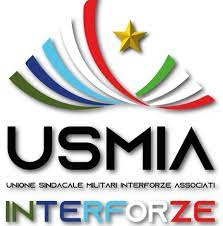 USMIA
UNIONE SINDACALE MILITARI INTERFORZE ASSOCIATI
INTERFORZE